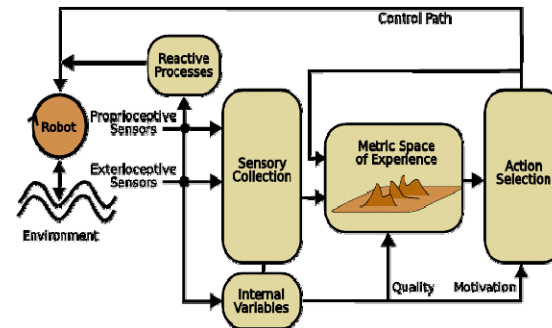 Control Path
Reactive
Processes
Robot
Proprioceptive
Sensors
Exterioceptive
Sensors
Environment
Sensory
Collection
Metric Space
of Experience
Action
Selection
Internal
Variables
Quality
Motivation